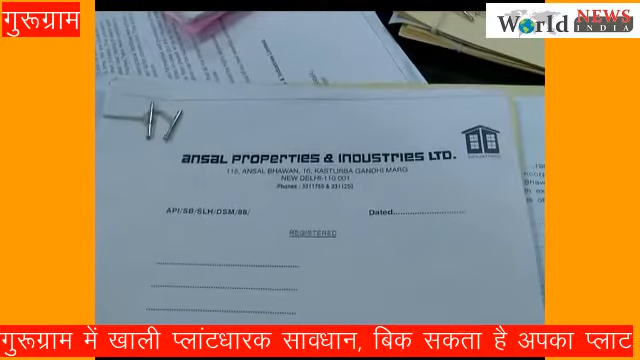 गुरूग्राम
World NEWS
INDIA
ansal PROPERTIES & INDUSTRIES LTD.
115, ANSAL BHAWAN, 16, KASTURBA GANDHI MARG
NEW DELHI-110 001
API/SB/SLH/DSM/88/
Dated
REGISTERED
गुरूग्राम में खाली प्लांटधारक सावधान, बिक सकता है अपका प्लाट